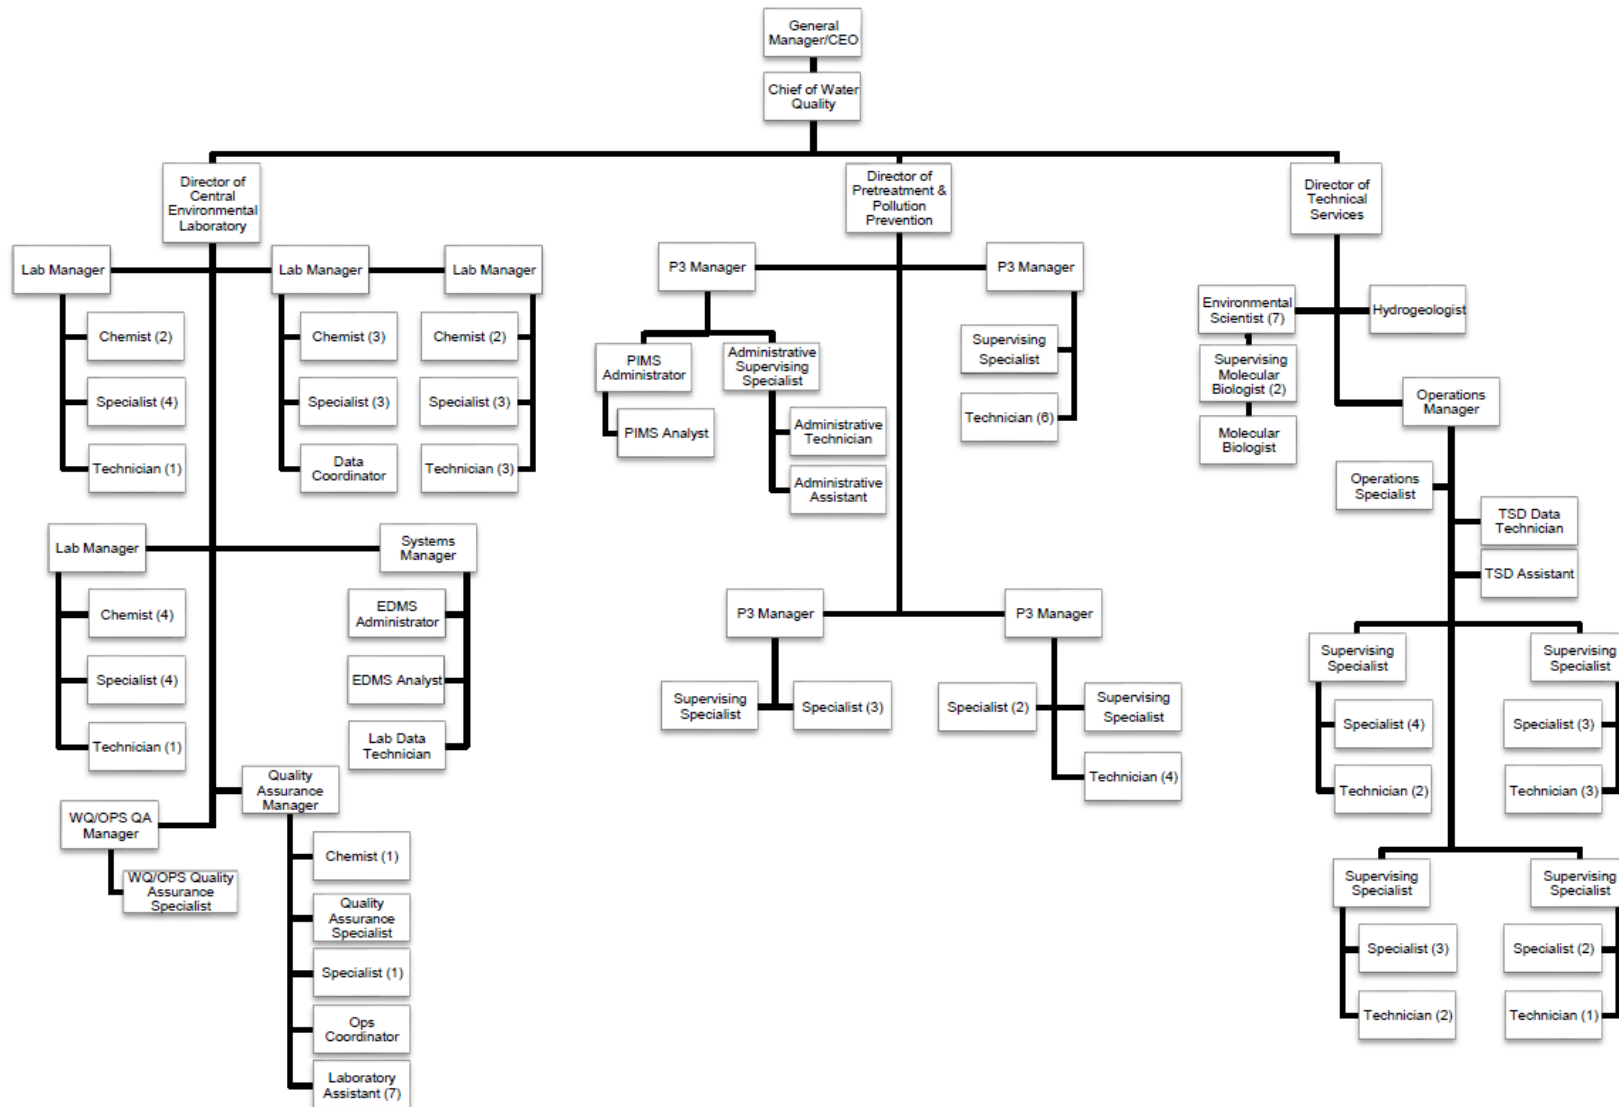 General
Manager/CEO
Chief of Water
Quality
Director of
Central
Environmental
Laboratory
Director of
Pretreatment &
Pollution
Prevention
Director of
Technical
Services
Lab Manager
Chemist (2)
Specialist (4)
Technician (1)
Lab Manager
Chemist (3)
Specialist (3)
Data
Coordinator
Lab Manager
Chemist (2)
Specialist (3)
Technician (3)
Lab Manager
Chemist (4)
Specialist (4)
Technician (1)
Systems
Manager
EDMS
Administrator
EDMS Analyst
Lab Data
Technician
Quality
Assurance
Manager
Chemist (1)
Quality
Assurance
Specialist
Specialist (1)
Ops
Coordinator
Laboratory
Assistant (7)
WQ/OPS QA
Manager
WQ/OPS Quality
Assurance
Specialist
P3 Manager
PIMS
Administrator
PIMS Analyst
Administrative
Supervising
Specialist
Administrative
Technician
Administrative
Assistant
P3 Manager
Supervising
Specialist
Technician (6)
P3 Manager
Supervising
Specialist
Specialist (3)
P3 Manager
Specialist (2)
Supervising
Specialist
Technician (4)
Environmental
Scientist (7)
Supervising
Molecular
Biologist (2)
Molecular
Biologist
Hydrogeologist
Operations
Manager
Operations
Specialist
TSD Data
Technician
TSD Assistant
Supervising
Specialist
Specialist (4)
Technician (2)
Supervising
Specialist
Specialist (3)
Technician (3)
Supervising
Specialist
Specialist (3)
Technician (2)
Supervising
Specialist
Specialist (2)
Technician (1)